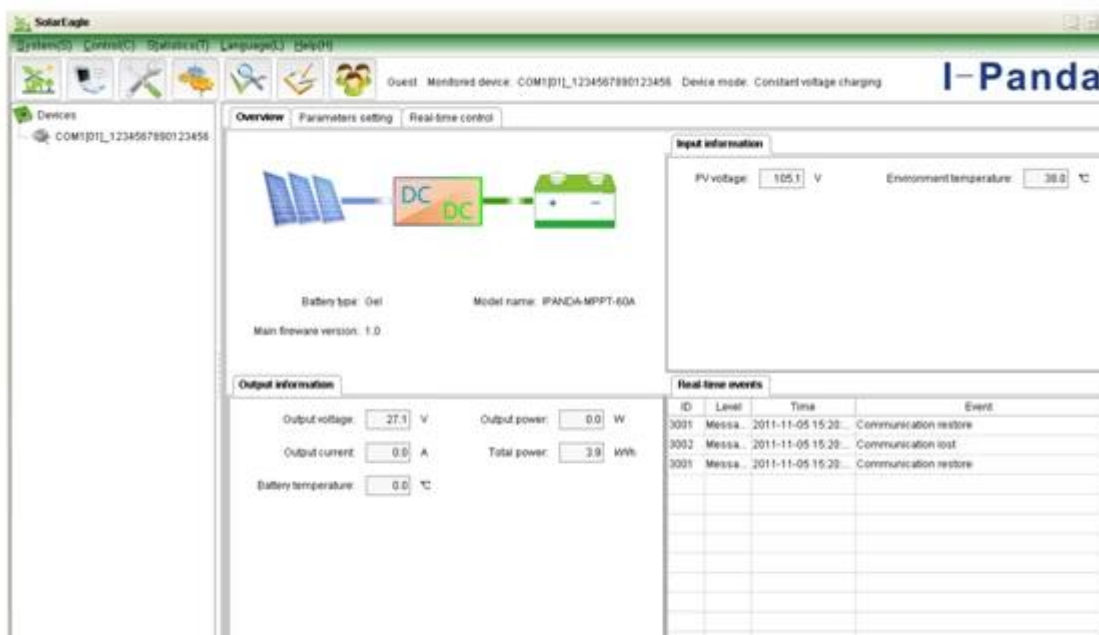 SolarEagle
System(S) Control(C) Statistics(T) Language(L) Help(H)
Guest Monitored device: COM1[01]_1234567890123456 Device mode: Constant voltage charging
I-Panda
Devices
COM1[01]_1234567890123456
Overview Parameters setting Real-time control
DC
DC
+ −
Battery type: Gel Model name: IPANDA-MPPT-60A
Main fireware version: 1.0
Input information
PV voltage: 105.1 V Environment temperature: 38.0 ℃
Output information
Output voltage: 27.1 V Output power: 0.0 W
Output current: 0.0 A Total power: 3.9 kWh
Battery temperature: 0.0 ℃
Real-time events
ID Level Time Event
3001 Messa... 2011-11-05 15:20:... Communication restore
3002 Messa... 2011-11-05 15:20:... Communication lost
3001 Messa... 2011-11-05 15:20:... Communication restore